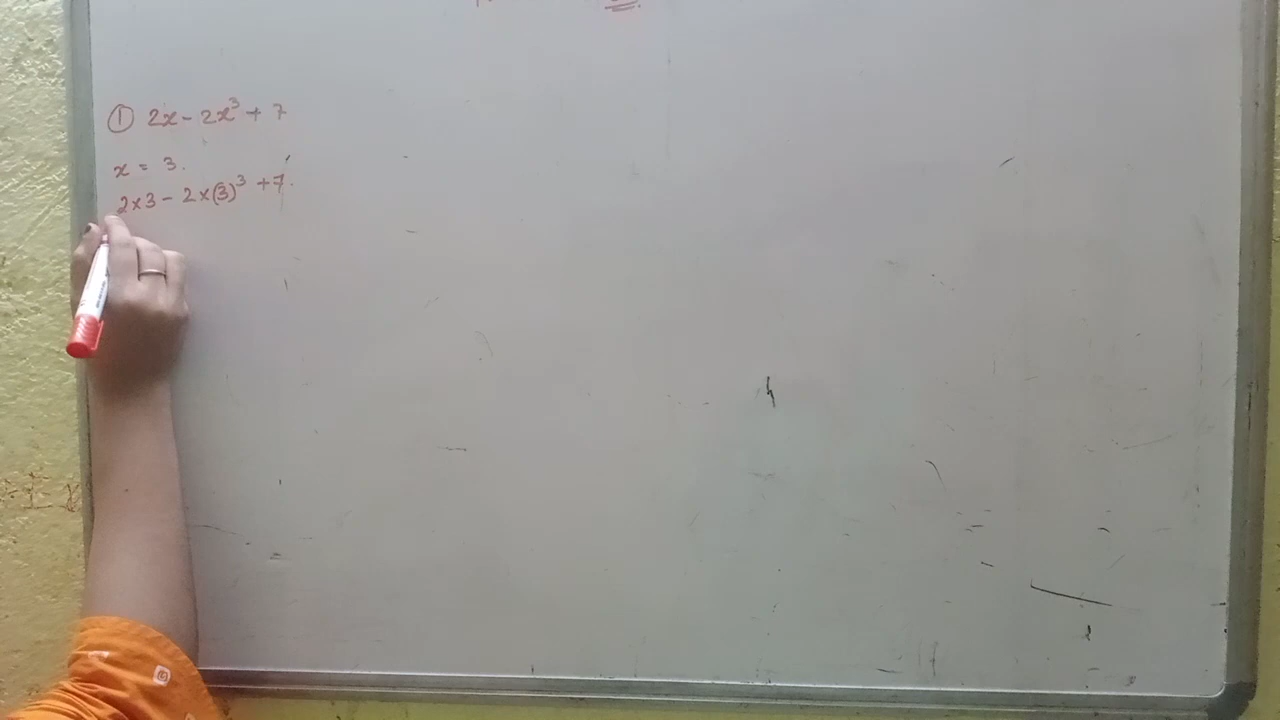 ① 2x - 2x³ + 7
x = 3.
2×3 - 2×(3)³ + 7.